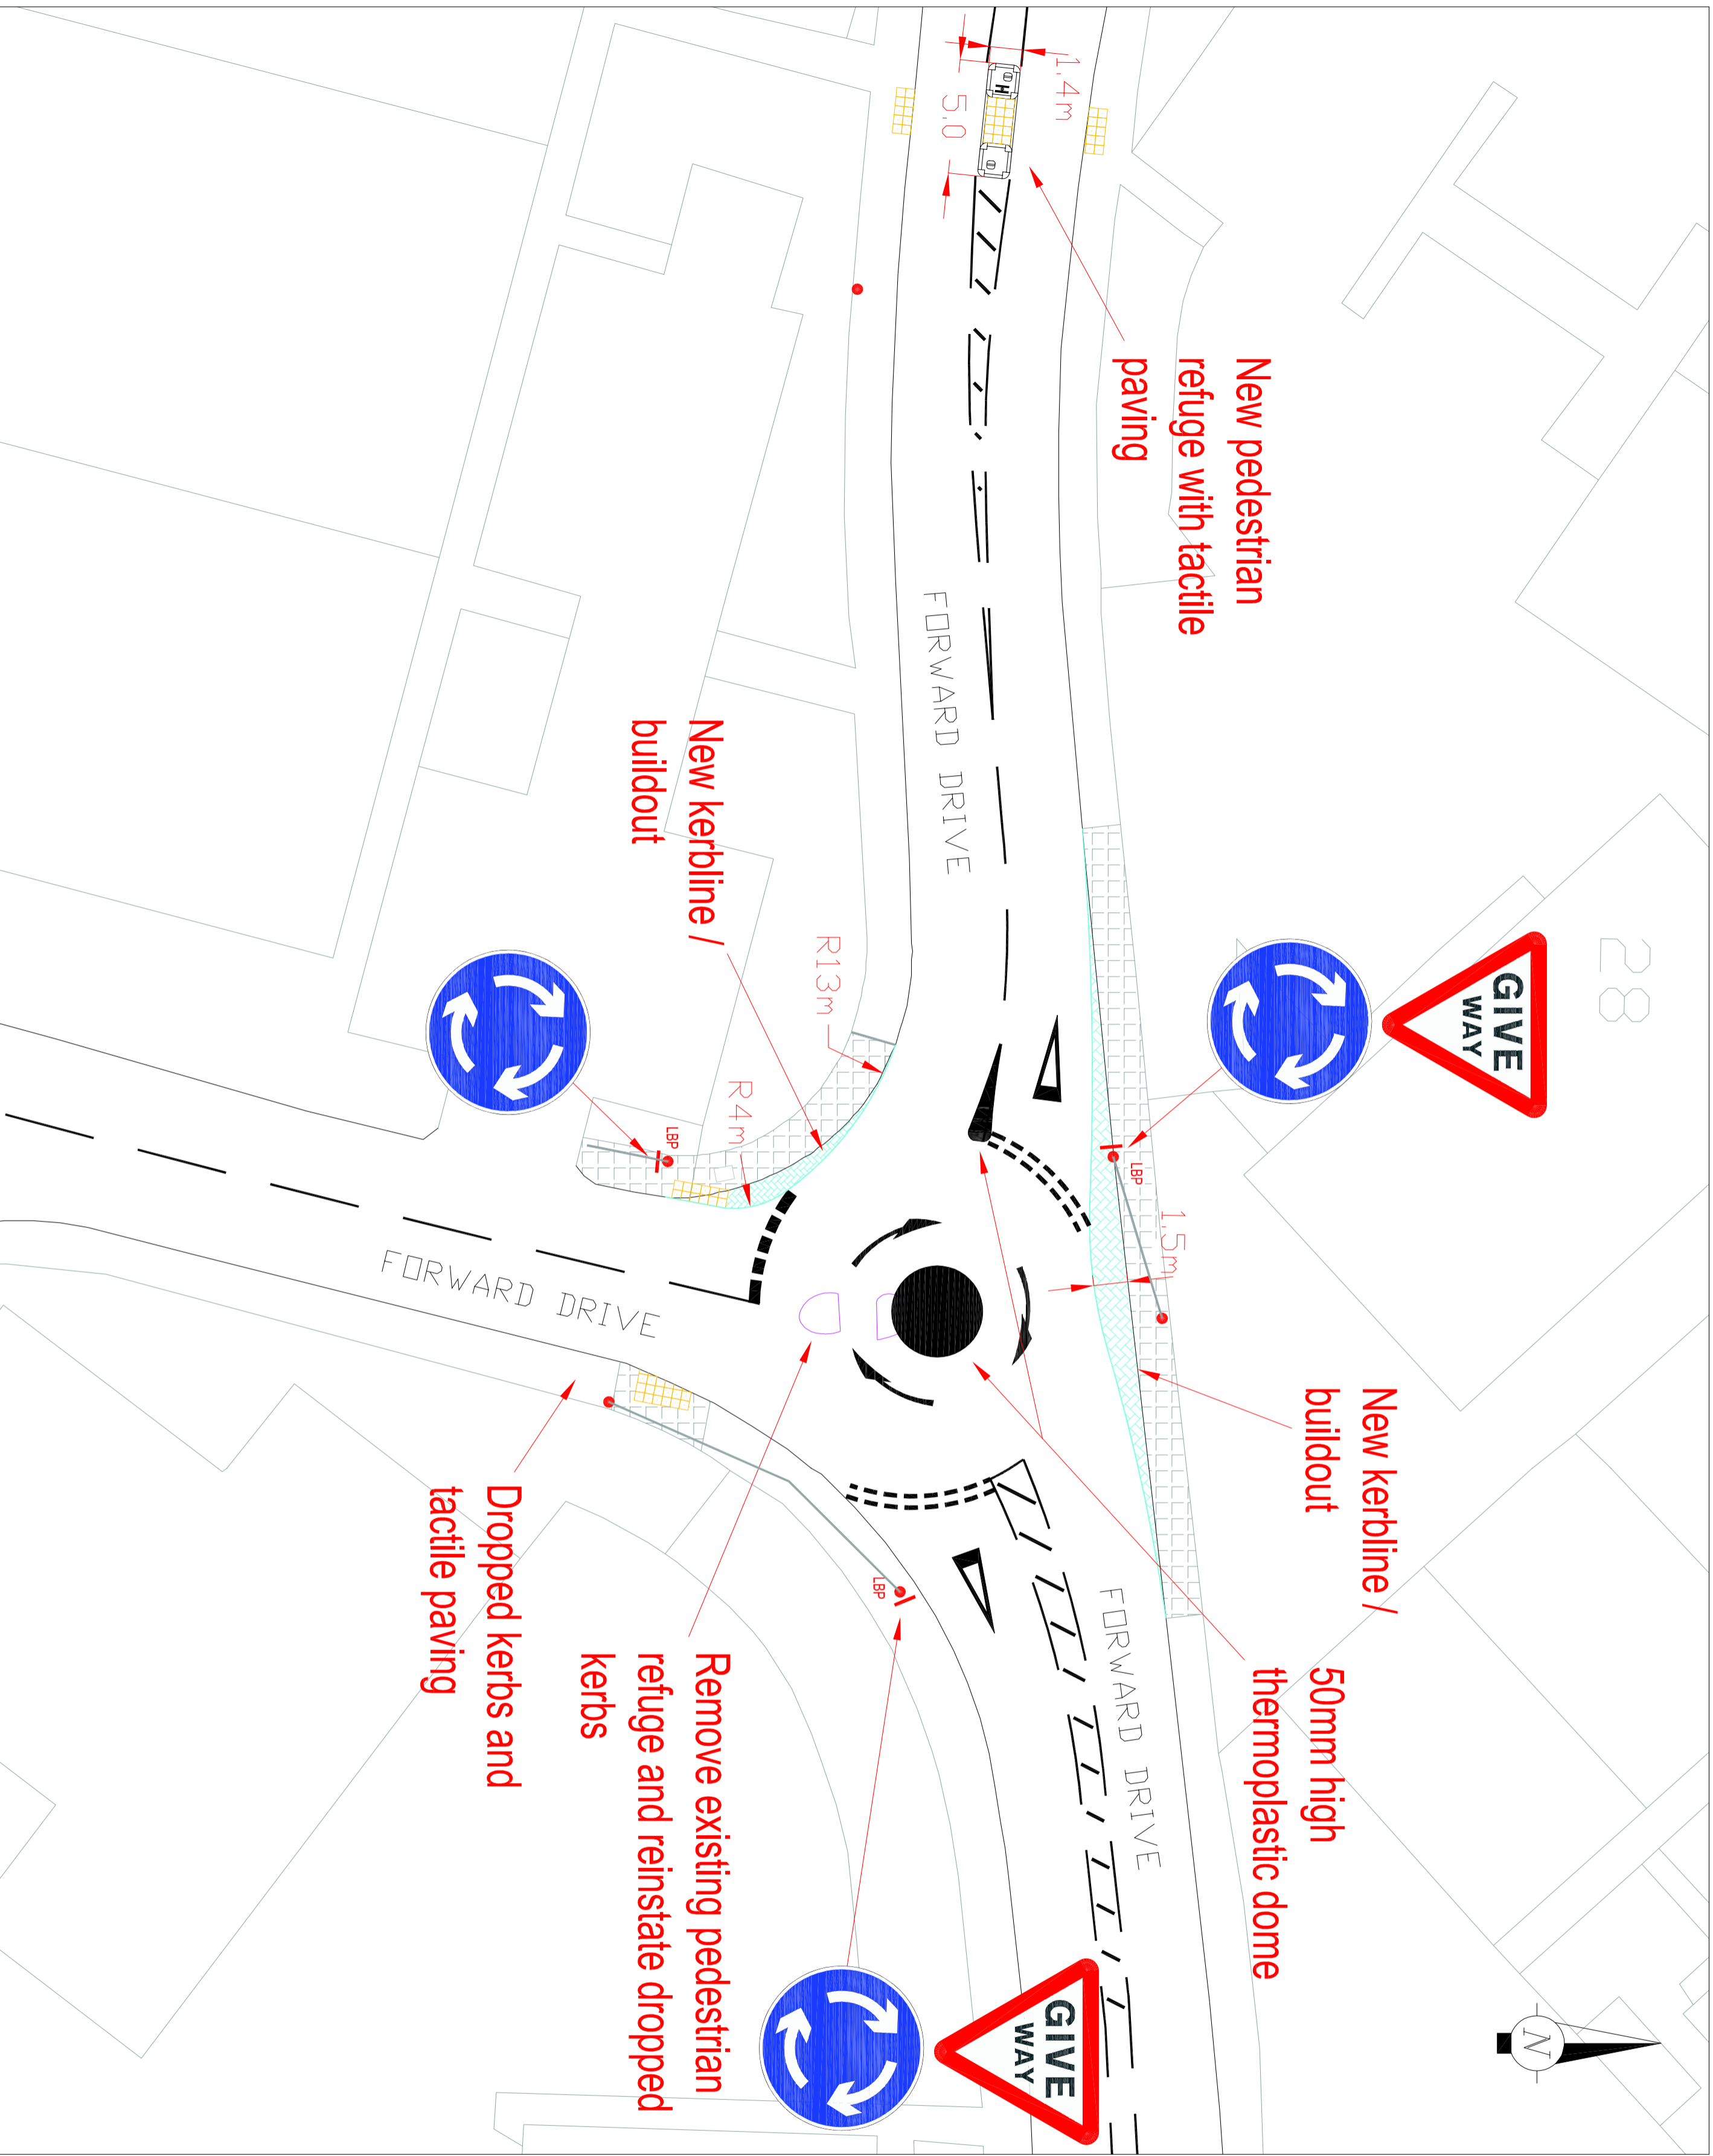 28
GIVE
WAY
N
New pedestrian
refuge with tactile
paving
1.4m
5.0
H
New kerbline /
buildout
50mm high
thermoplastic dome
1.5m
LBP
FORWARD DRIVE
FORWARD DRIVE
GIVE
WAY
R13m
New kerbline /
buildout
R4m
LBP
LBP
FORWARD DRIVE
Remove existing pedestrian
refuge and reinstate dropped
kerbs
Dropped kerbs and
tactile paving